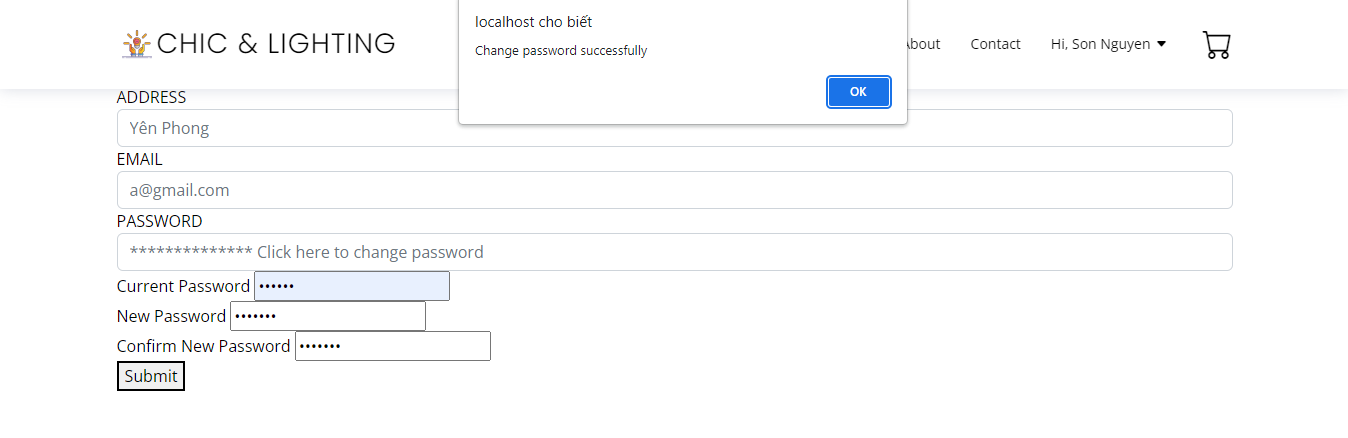 localhost cho biết
Change password successfully
OK
CHIC & LIGHTING
About Contact Hi, Son Nguyen
ADDRESS
Yên Phong
EMAIL
a@gmail.com
PASSWORD
************** Click here to change password
Current Password ••••••
New Password •••••••
Confirm New Password •••••••
Submit